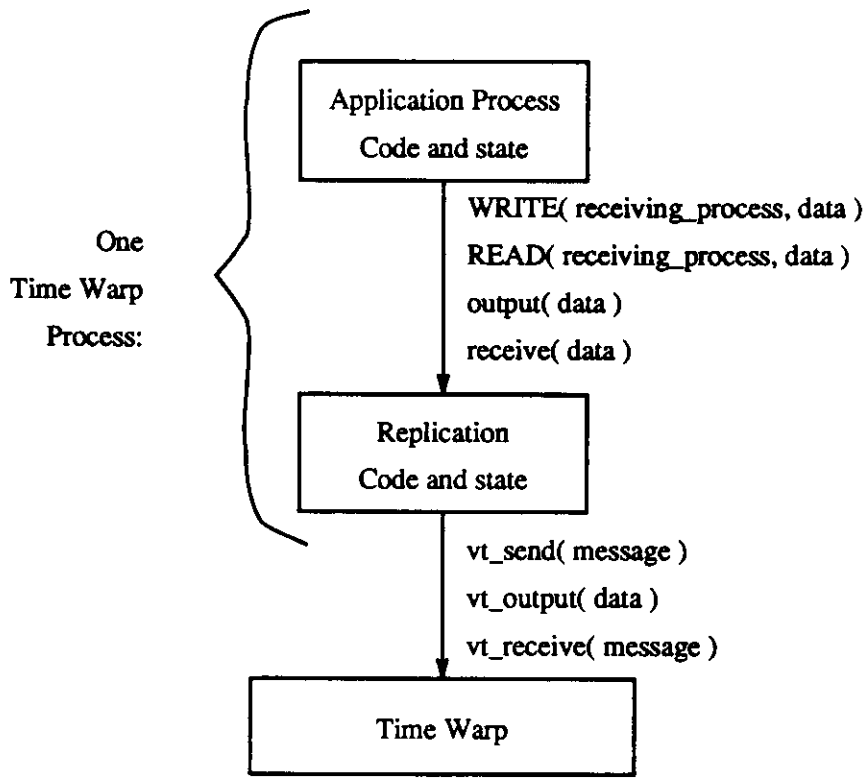 Application Process
Code and state
WRITE( receiving_process, data )
READ( receiving_process, data )
output( data )
receive( data )
One
Time Warp
Process:
Replication
Code and state
vt_send( message )
vt_output( data )
vt_receive( message )
Time Warp